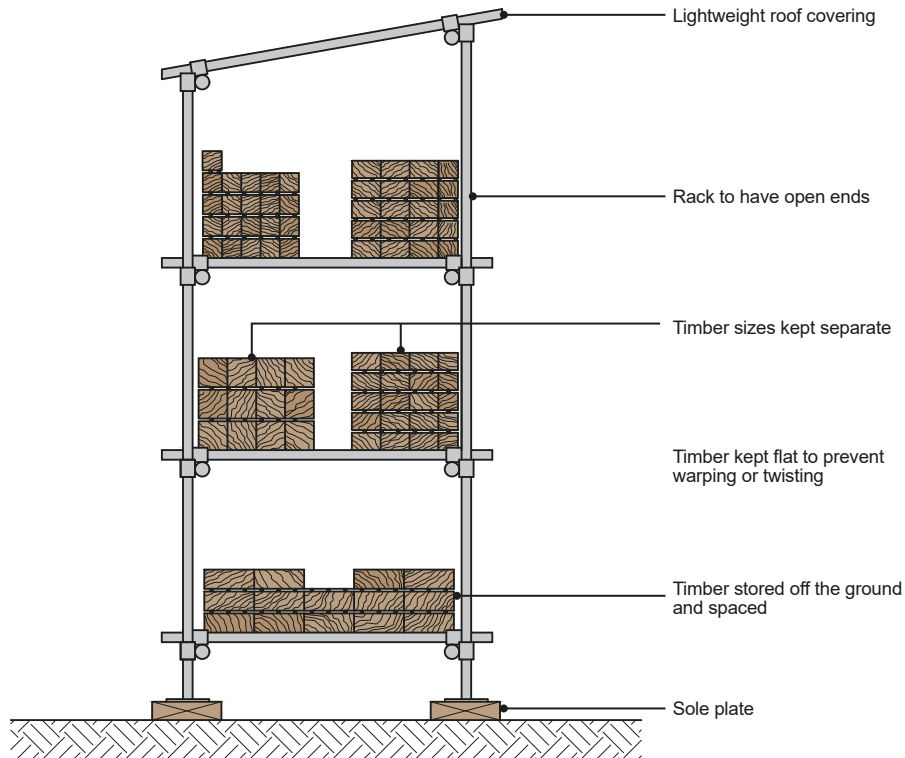 Lightweight roof covering
Rack to have open ends
Timber sizes kept separate
Timber kept flat to prevent
warping or twisting
Timber stored off the ground
and spaced
Sole plate